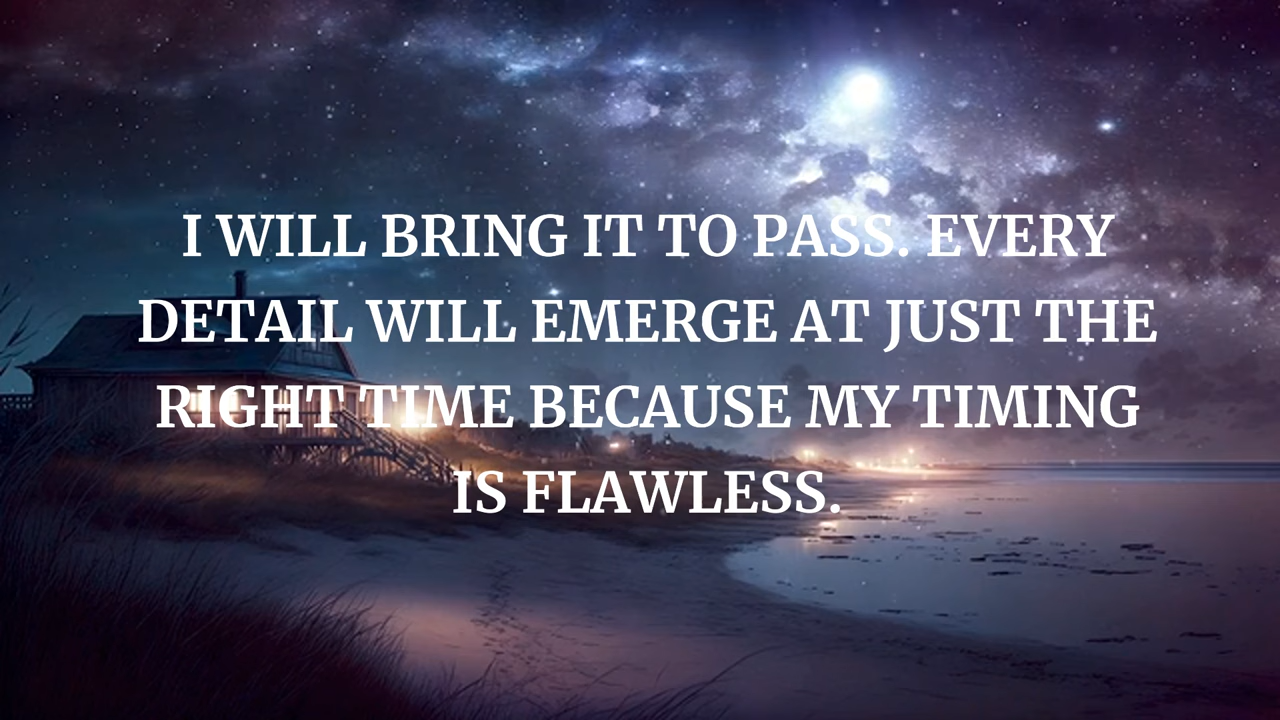 I WILL BRING IT TO PASS. EVERY
DETAIL WILL EMERGE AT JUST THE
RIGHT TIME BECAUSE MY TIMING
IS FLAWLESS.